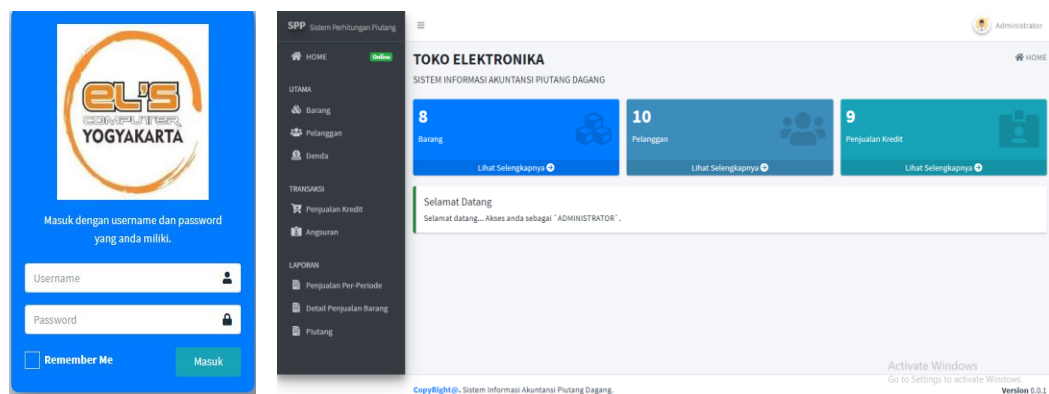 EL'S
COMPUTER
YOGYAKARTA
Masuk dengan username dan password
yang anda miliki.
Username
Password
Remember Me
Masuk
SPP Sistem Perhitungan Piutang
HOME Online
UTAMA
Barang
Pelanggan
Denda
TRANSAKSI
Penjualan Kredit
Angsuran
LAPORAN
Penjualan Per-Periode
Detail Penjualan Barang
Piutang
Administrator
TOKO ELEKTRONIKA
HOME
SISTEM INFORMASI AKUNTANSI PIUTANG DAGANG
8
Barang
Lihat Selengkapnya
10
Pelanggan
Lihat Selengkapnya
9
Penjualan Kredit
Lihat Selengkapnya
Selamat Datang
Selamat datang... Akses anda sebagai `ADMINISTRATOR`.
Activate Windows
Go to Settings to activate Windows.
CopyRight@. Sistem Informasi Akuntansi Piutang Dagang.
Version 0.0.1